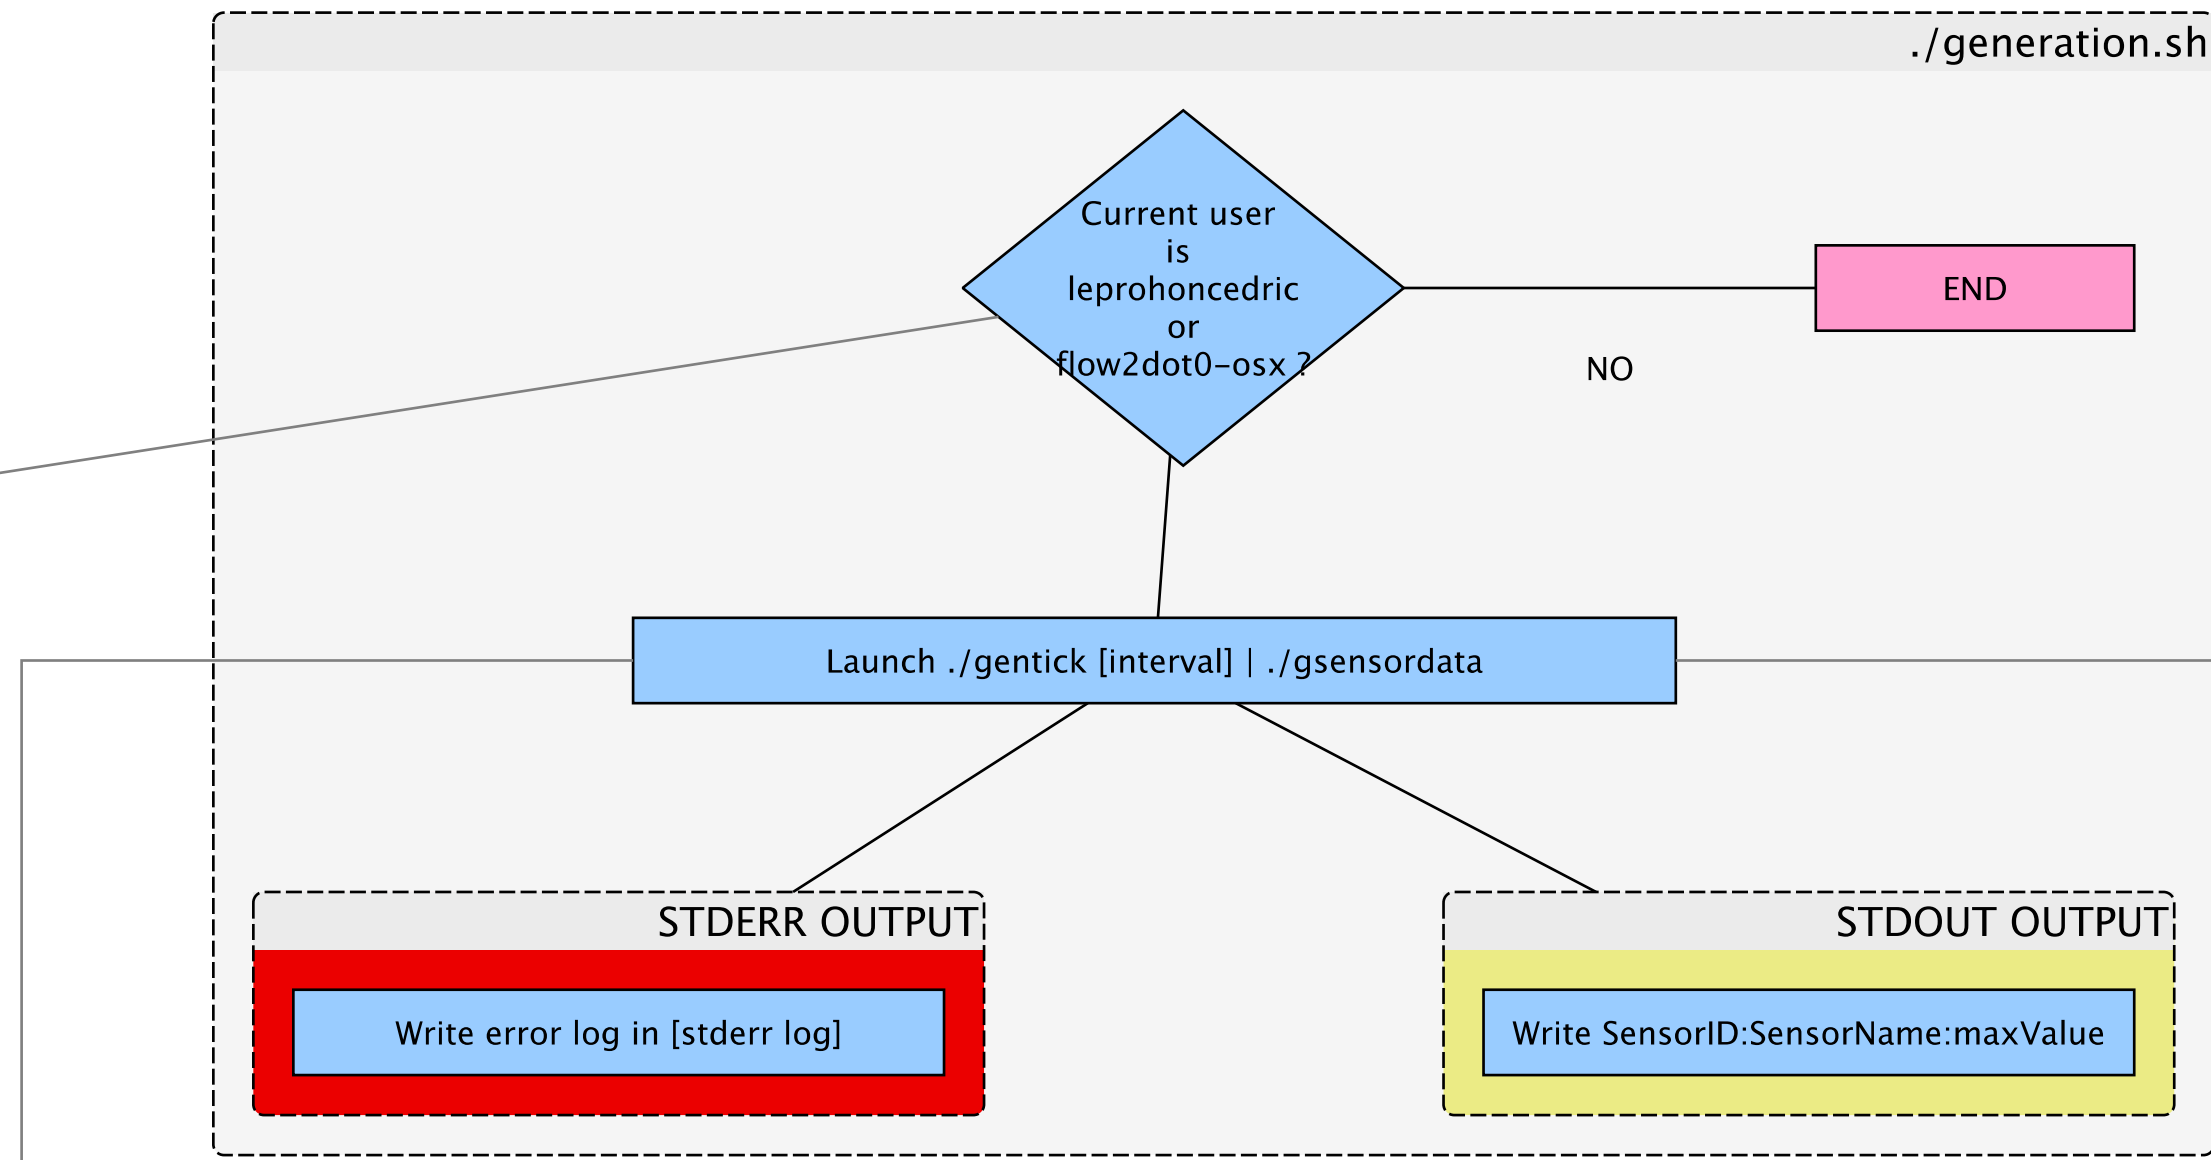 ./generation.sh
Current user
is
leprohoncedric
or
flow2dot0-osx ?
END
NO
Launch ./gentick [interval] | ./gsensordata
STDERR OUTPUT
STDOUT OUTPUT
Write error log in [stderr log]
Write SensorID:SensorName:maxValue